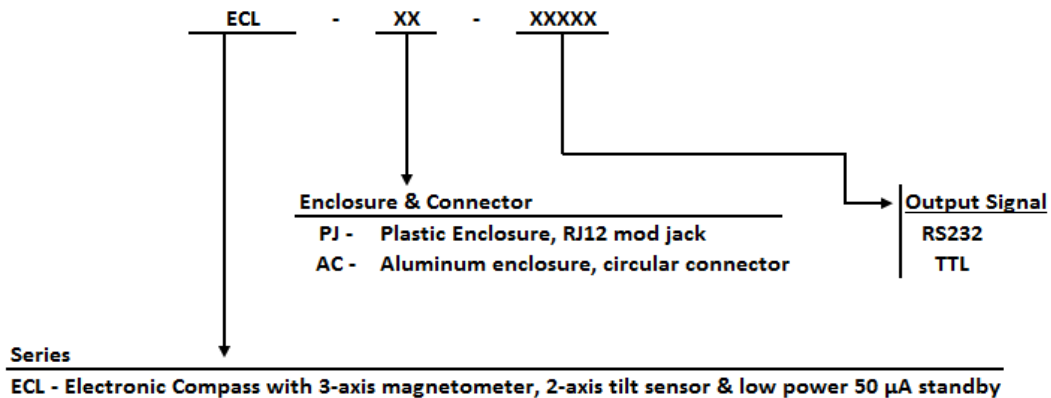 ECL - XX - XXXXX
Enclosure & Connector
PJ - Plastic Enclosure, RJ12 mod jack
AC - Aluminum enclosure, circular connector
Output Signal
RS232
TTL
Series
ECL - Electronic Compass with 3-axis magnetometer, 2-axis tilt sensor & low power 50 µA standby